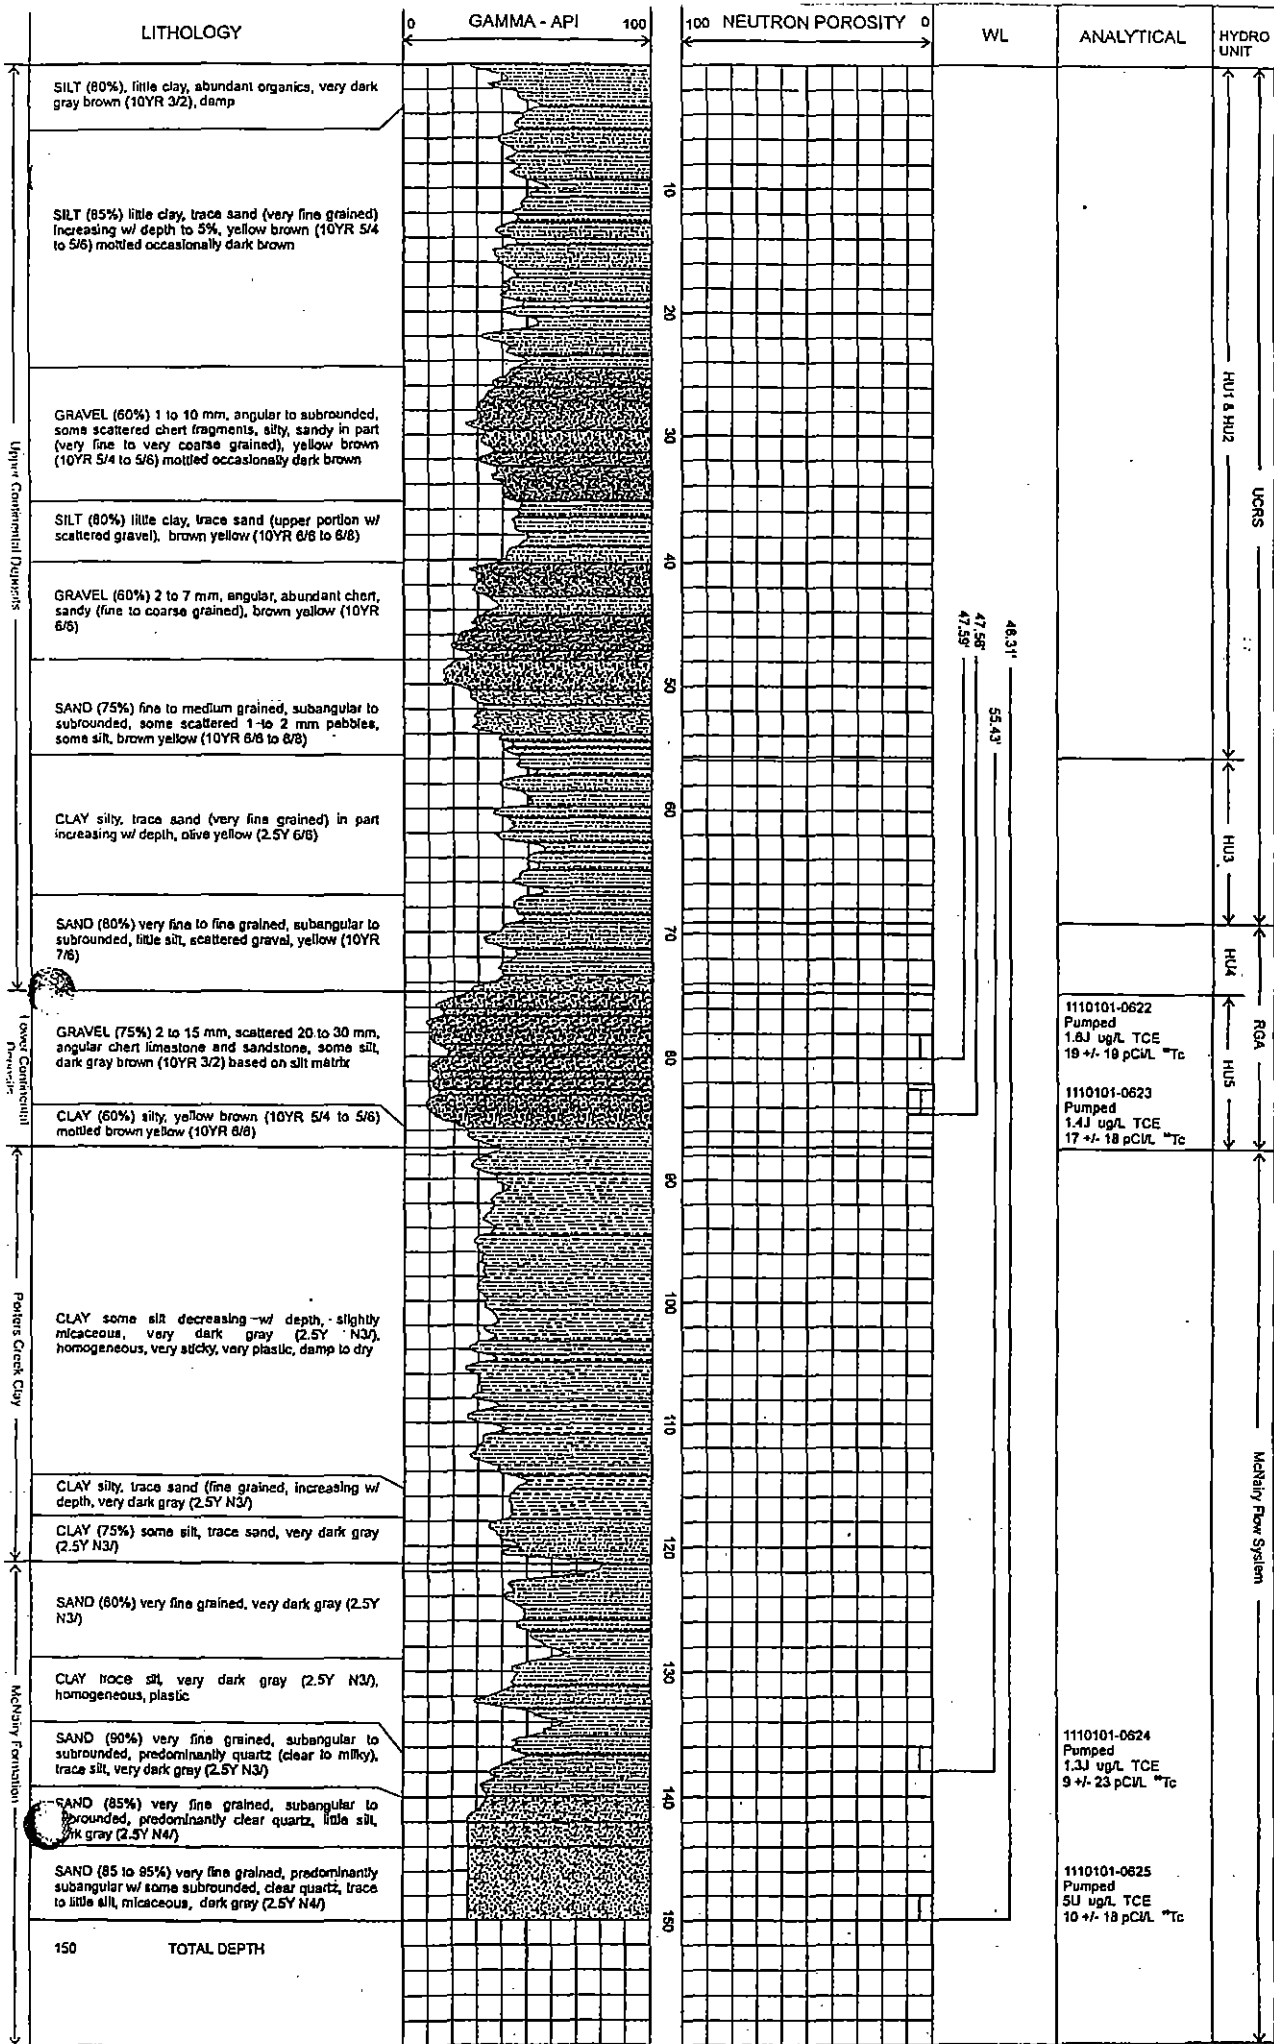 LITHOLOGY
0 GAMMA - API 100
100 NEUTRON POROSITY 0
WL
ANALYTICAL
HYDRO
UNIT
SILT (80%), little clay, abundant organics, very dark
gray brown (10YR 3/2), damp
SILT (85%) little clay, trace sand (very fine grained)
increasing w/ depth to 5%, yellow brown (10YR 5/4
to 5/6) mottled occasionally dark brown
GRAVEL (60%) 1 to 10 mm, angular to subrounded,
some scattered chert fragments, silty, sandy in part
(very fine to very coarse grained), yellow brown
(10YR 5/4 to 5/6) mottled occasionally dark brown
SILT (80%) little clay, trace sand (upper portion w/
scattered gravel), brown yellow (10YR 6/6 to 6/8)
GRAVEL (60%) 2 to 7 mm, angular, abundant chert,
sandy (fine to coarse grained), brown yellow (10YR
6/6)
SAND (75%) fine to medium grained, subangular to
subrounded, some scattered 1 to 2 mm pebbles,
some silt, brown yellow (10YR 6/6 to 6/8)
CLAY silty, trace sand (very fine grained) in part
increasing w/ depth, olive yellow (2.5Y 6/6)
SAND (80%) very fine to fine grained, subangular to
subrounded, little silt, scattered gravel, yellow (10YR
7/6)
GRAVEL (75%) 2 to 15 mm, scattered 20 to 30 mm,
angular chert limestone and sandstone, some silt,
dark gray brown (10YR 3/2) based on silt matrix
CLAY (60%) silty, yellow brown (10YR 5/4 to 5/6)
mottled brown yellow (10YR 6/6)
CLAY some silt decreasing w/ depth, slightly
micaceous, very dark gray (2.5Y N3/),
homogeneous, very sticky, very plastic, damp to dry
CLAY silty, trace sand (fine grained, increasing w/
depth, very dark gray (2.5Y N3/)
CLAY (75%) some silt, trace sand, very dark gray
(2.5Y N3/)
SAND (60%) very fine grained, very dark gray (2.5Y
N3/)
CLAY trace silt, very dark gray (2.5Y N3/),
homogeneous, plastic
SAND (90%) very fine grained, subangular to
subrounded, predominantly quartz (clear to milky),
trace silt, very dark gray (2.5Y N3/)
SAND (85%) very fine grained, subangular to
brounded, predominantly clear quartz, little silt,
rk gray (2.5Y N4/)
SAND (85 to 95%) very fine grained, predominantly
subangular w/ some subrounded, clear quartz, trace
to little silt, micaceous, dark gray (2.5Y N4/)
150 TOTAL DEPTH
Upper Continental Deposits
Lower Continental
Deposits
Porters Creek Clay
McNairy Formation
10
20
30
40
50
60
70
80
90
100
110
120
130
140
150
47.59'
47.56'
55.43'
46.31'
1110101-0622
Pumped
1.6J ug/L TCE
19 +/- 19 pCi/L ⁹⁹Tc
1110101-0623
Pumped
1.4J ug/L TCE
17 +/- 18 pCi/L ⁹⁹Tc
1110101-0624
Pumped
1.3J ug/L TCE
9 +/- 23 pCi/L ⁹⁹Tc
1110101-0625
Pumped
5U ug/L TCE
10 +/- 18 pCi/L ⁹⁹Tc
HU1 & HU2
HU3
HU4
HU5
UCRS
RGA
McNairy Flow System